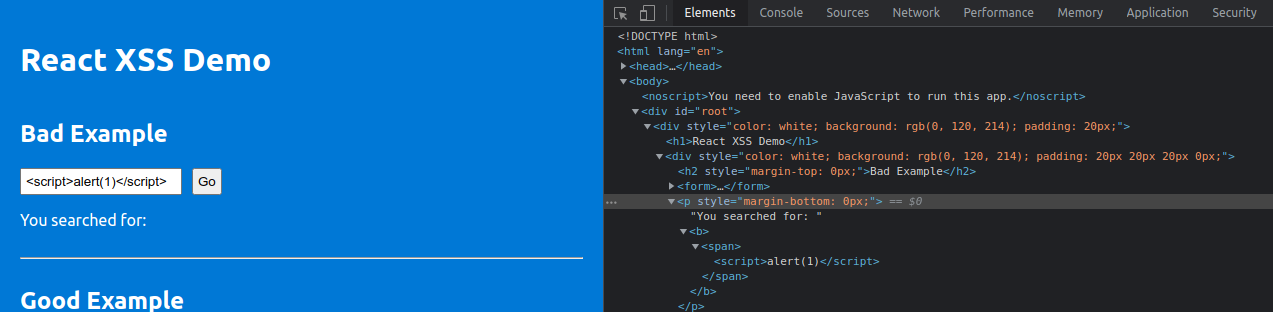 React XSS Demo
Bad Example
<script>alert(1)</script>
Go
You searched for:
Good Example
Elements Console Sources Network Performance Memory Application Security
<!DOCTYPE html>
<html lang="en">
<head>…</head>
<body>
<noscript>You need to enable JavaScript to run this app.</noscript>
<div id="root">
<div style="color: white; background: rgb(0, 120, 214); padding: 20px;">
<h1>React XSS Demo</h1>
<div style="color: white; background: rgb(0, 120, 214); padding: 20px 20px 20px 0px;">
<h2 style="margin-top: 0px;">Bad Example</h2>
<form>…</form>
<p style="margin-bottom: 0px;"> == $0
"You searched for: "
<b>
<span>
<script>alert(1)</script>
</span>
</b>
</p>